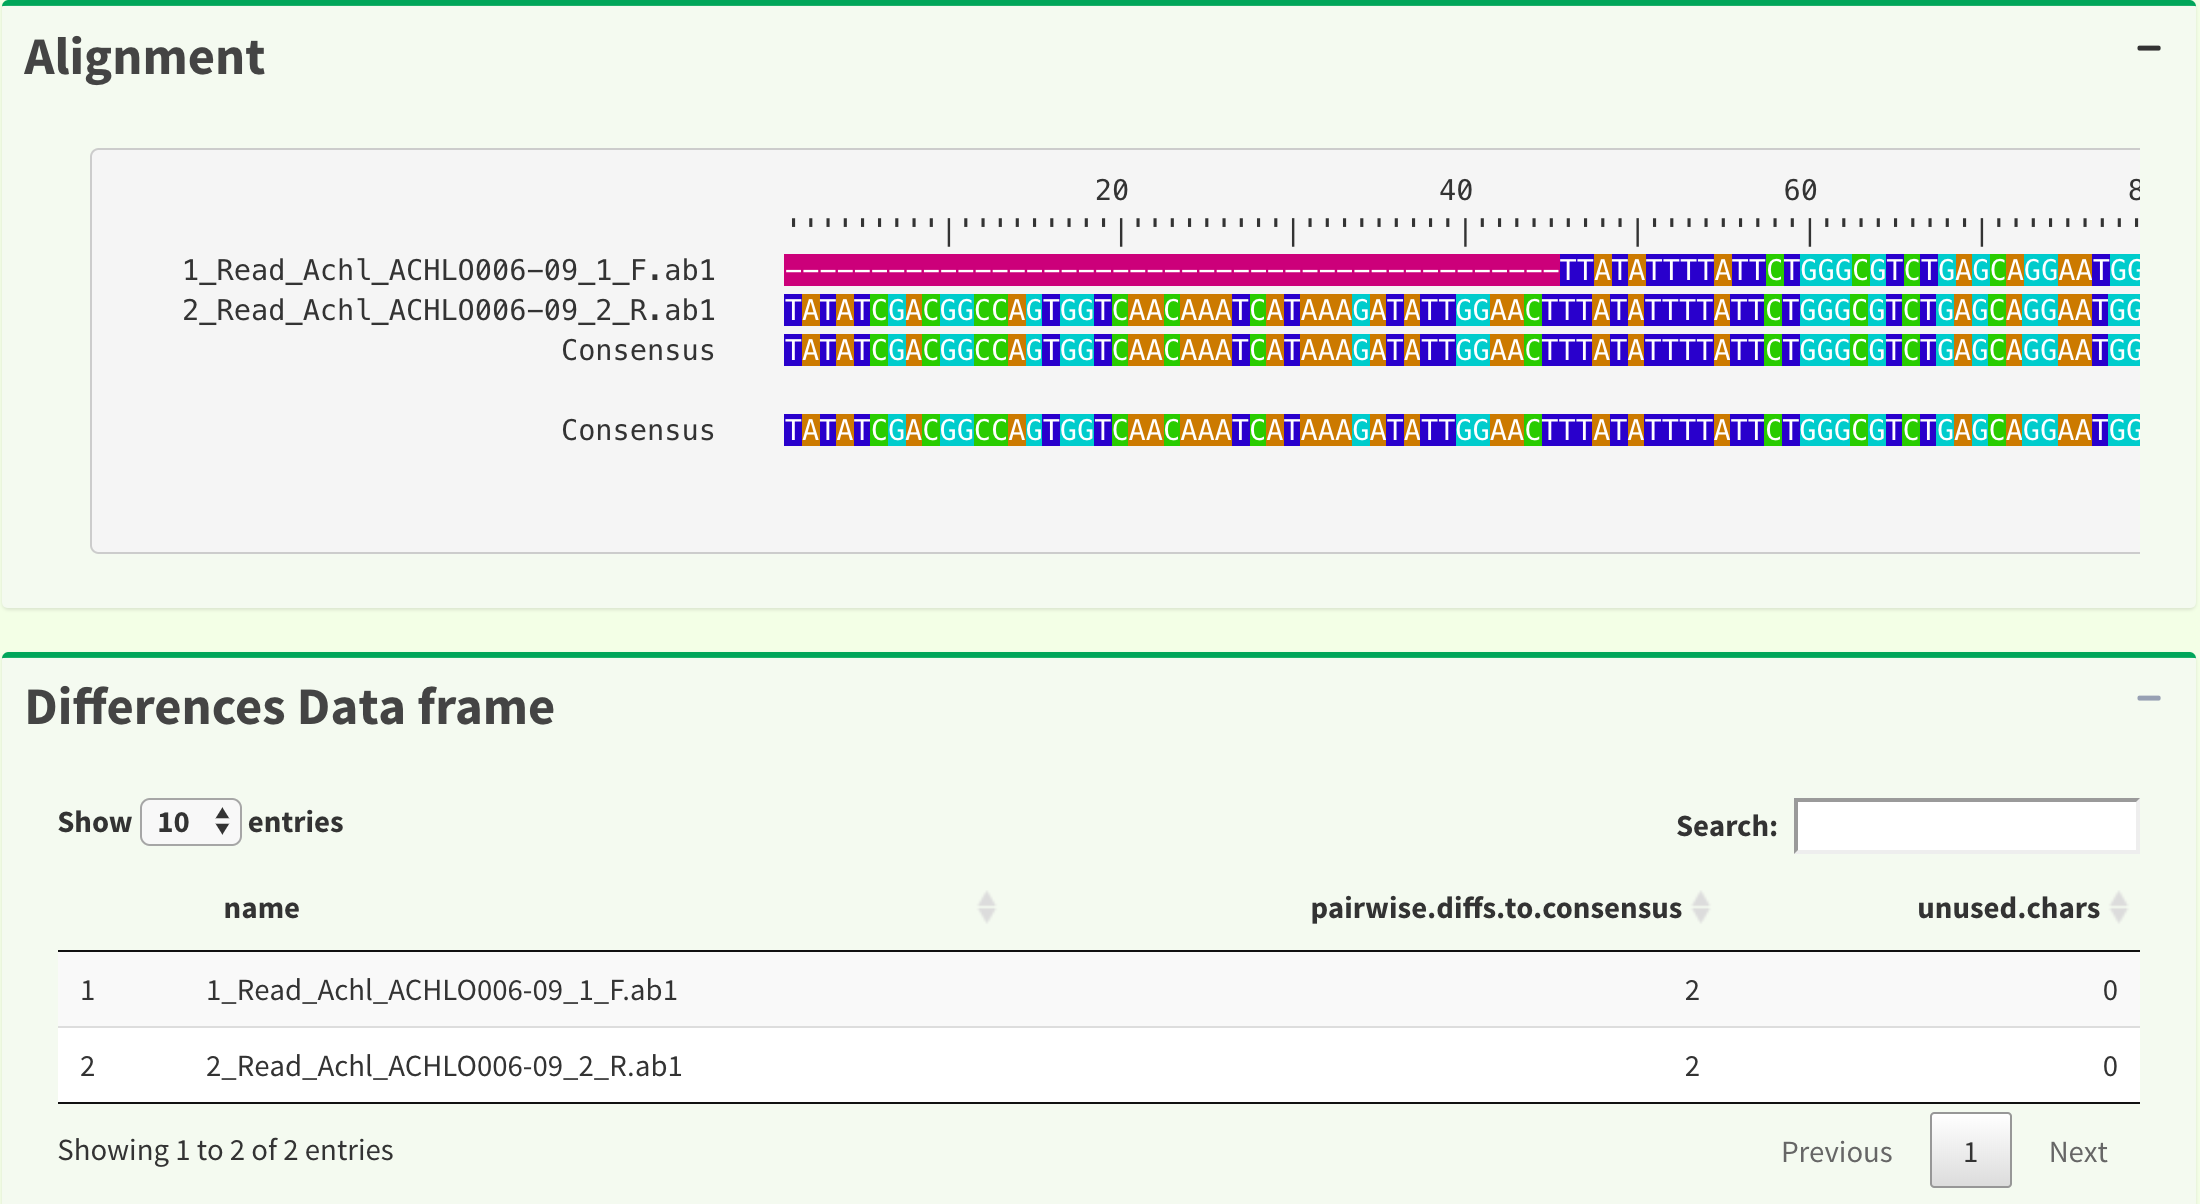 Alignment
20 40 60 8
1_Read_Achl_ACHLO006-09_1_F.ab1 ---------------------------------------------TTATATTTTATTCTGGGCGTCTGAGCAGGAATGG
2_Read_Achl_ACHLO006-09_2_R.ab1 TATATCGACGGCCAGTGGTCAACAAATCATAAAGATATTGGAACTTTATATTTTATTCTGGGCGTCTGAGCAGGAATGG
Consensus TATATCGACGGCCAGTGGTCAACAAATCATAAAGATATTGGAACTTTATATTTTATTCTGGGCGTCTGAGCAGGAATGG
Consensus TATATCGACGGCCAGTGGTCAACAAATCATAAAGATATTGGAACTTTATATTTTATTCTGGGCGTCTGAGCAGGAATGG
Differences Data frame
Show 10 entries Search:
name pairwise.diffs.to.consensus unused.chars
1 1_Read_Achl_ACHLO006-09_1_F.ab1 2 0
2 2_Read_Achl_ACHLO006-09_2_R.ab1 2 0
Showing 1 to 2 of 2 entries Previous 1 Next